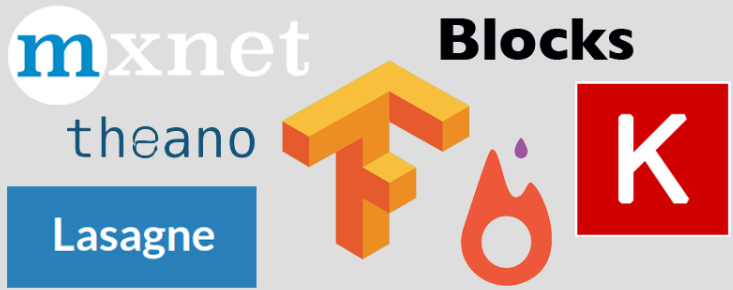 mxnet
Blocks
theano
K
Lasagne